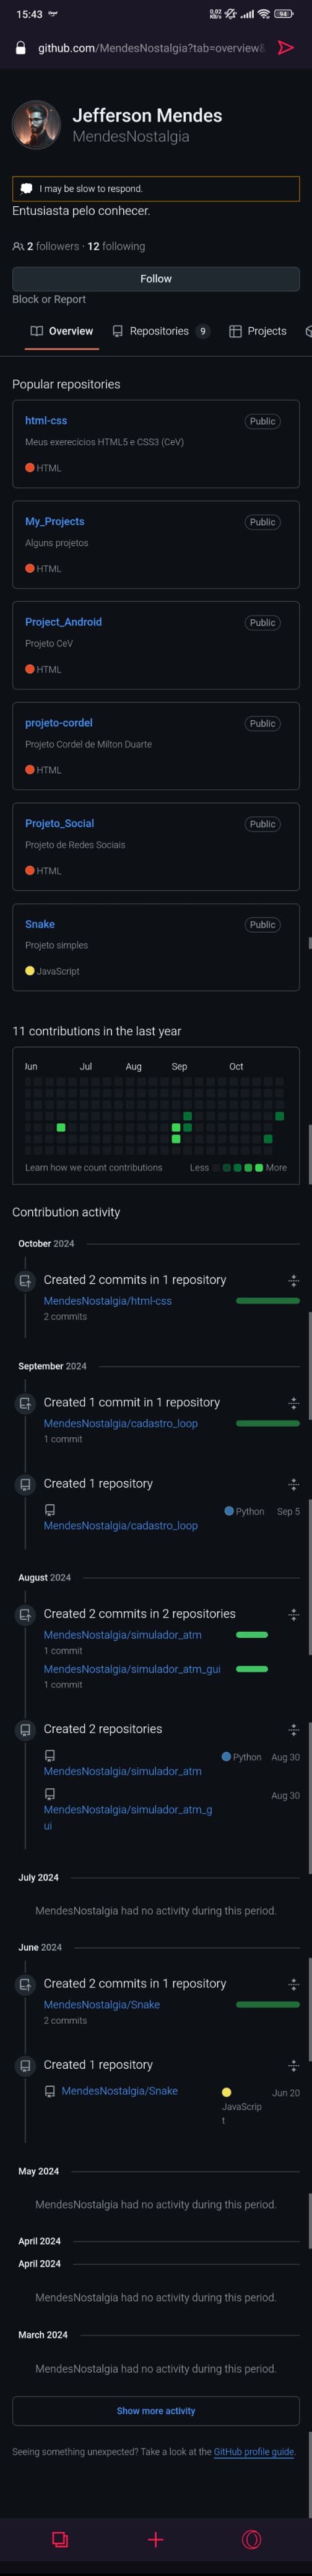 15:43
0,02 KB/S
94
github.com/MendesNostalgia?tab=overview&
Jefferson Mendes
MendesNostalgia
I may be slow to respond.
Entusiasta pelo conhecer.
2 followers · 12 following
Follow
Block or Report
Overview Repositories 9 Projects
Popular repositories
html-css Public
Meus exerecícios HTML5 e CSS3 (CeV)
HTML
My_Projects Public
Alguns projetos
HTML
Project_Android Public
Projeto CeV
HTML
projeto-cordel Public
Projeto Cordel de Milton Duarte
HTML
Projeto_Social Public
Projeto de Redes Sociais
HTML
Snake Public
Projeto simples
JavaScript
11 contributions in the last year
Jun Jul Aug Sep Oct
Learn how we count contributions Less More
Contribution activity
October 2024
Created 2 commits in 1 repository
MendesNostalgia/html-css
2 commits
September 2024
Created 1 commit in 1 repository
MendesNostalgia/cadastro_loop
1 commit
Created 1 repository
Python Sep 5
MendesNostalgia/cadastro_loop
August 2024
Created 2 commits in 2 repositories
MendesNostalgia/simulador_atm
1 commit
MendesNostalgia/simulador_atm_gui
1 commit
Created 2 repositories
Python Aug 30
MendesNostalgia/simulador_atm
Aug 30
MendesNostalgia/simulador_atm_g
ui
July 2024
MendesNostalgia had no activity during this period.
June 2024
Created 2 commits in 1 repository
MendesNostalgia/Snake
2 commits
Created 1 repository
MendesNostalgia/Snake Jun 20
JavaScrip
t
May 2024
MendesNostalgia had no activity during this period.
April 2024
April 2024
MendesNostalgia had no activity during this period.
March 2024
MendesNostalgia had no activity during this period.
Show more activity
Seeing something unexpected? Take a look at the GitHub profile guide.